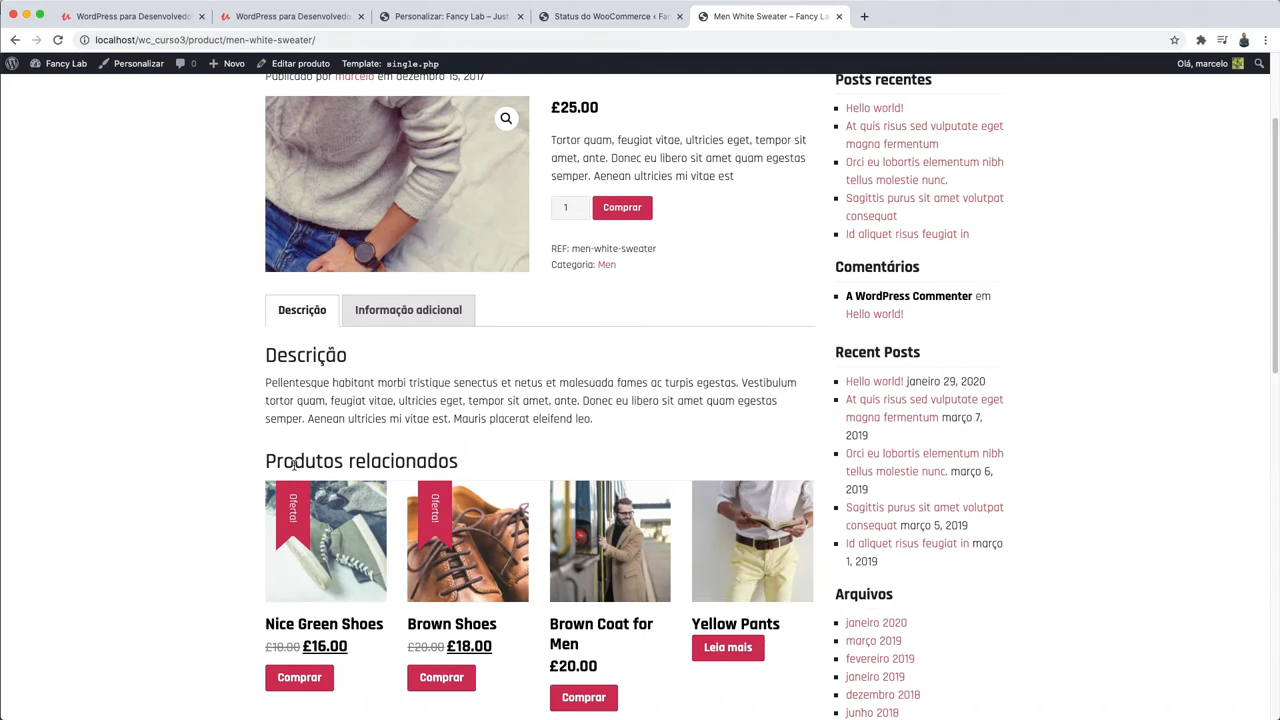 WordPress para Desenvolvedo
WordPress para Desenvolvedo
Personalizar: Fancy Lab – Just
Status do WooCommerce ‹ Fan
Men White Sweater – Fancy La
localhost/wc_curso3/product/men-white-sweater/
Fancy Lab
Personalizar
0
Novo
Editar produto
Template: single.php
Olá, marcelo
Publicado por marcelo em dezembro 15, 2017
£25.00
Tortor quam, feugiat vitae, ultricies eget, tempor sit
amet, ante. Donec eu libero sit amet quam egestas
semper. Aenean ultricies mi vitae est
1
Comprar
REF: men-white-sweater
Categoria: Men
Descrição
Informação adicional
Descrição
Pellentesque habitant morbi tristique senectus et netus et malesuada fames ac turpis egestas. Vestibulum
tortor quam, feugiat vitae, ultricies eget, tempor sit amet, ante. Donec eu libero sit amet quam egestas
semper. Aenean ultricies mi vitae est. Mauris placerat eleifend leo.
Produtos relacionados
Oferta!
Nice Green Shoes
£18.00 £16.00
Comprar
Oferta!
Brown Shoes
£20.00 £18.00
Comprar
Brown Coat for
Men
£20.00
Comprar
Yellow Pants
Leia mais
Posts recentes
Hello world!
At quis risus sed vulputate eget
magna fermentum
Orci eu lobortis elementum nibh
tellus molestie nunc.
Sagittis purus sit amet volutpat
consequat
Id aliquet risus feugiat in
Comentários
A WordPress Commenter em
Hello world!
Recent Posts
Hello world! janeiro 29, 2020
At quis risus sed vulputate eget
magna fermentum março 7,
2019
Orci eu lobortis elementum nibh
tellus molestie nunc. março 6,
2019
Sagittis purus sit amet volutpat
consequat março 5, 2019
Id aliquet risus feugiat in março
1, 2019
Arquivos
janeiro 2020
março 2019
fevereiro 2019
janeiro 2019
dezembro 2018
junho 2018